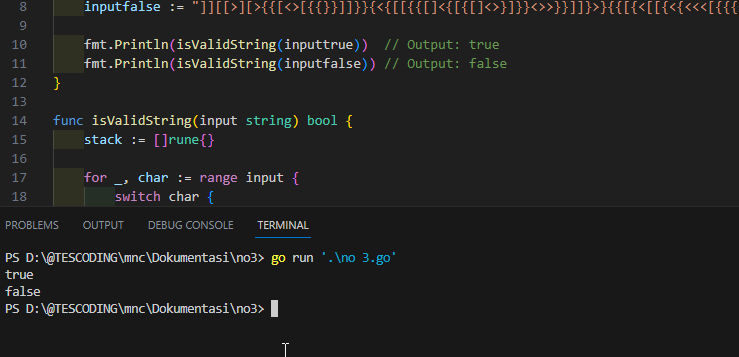 8 inputfalse := "]][[>][>{{[<>[{{}}]]}}{<{[[{{[]<{[{[]<>}]}}<>>}}]]}>}{{[{<[[{<{<<<[{{{
9
10 fmt.Println(isValidString(inputtrue)) // Output: true
11 fmt.Println(isValidString(inputfalse)) // Output: false
12 }
13
14 func isValidString(input string) bool {
15 stack := []rune{}
16
17 for _, char := range input {
18 switch char {
PROBLEMS OUTPUT DEBUG CONSOLE TERMINAL
PS D:\@TESCODING\mnc\Dokumentasi\no3> go run '.\no 3.go'
true
false
PS D:\@TESCODING\mnc\Dokumentasi\no3>